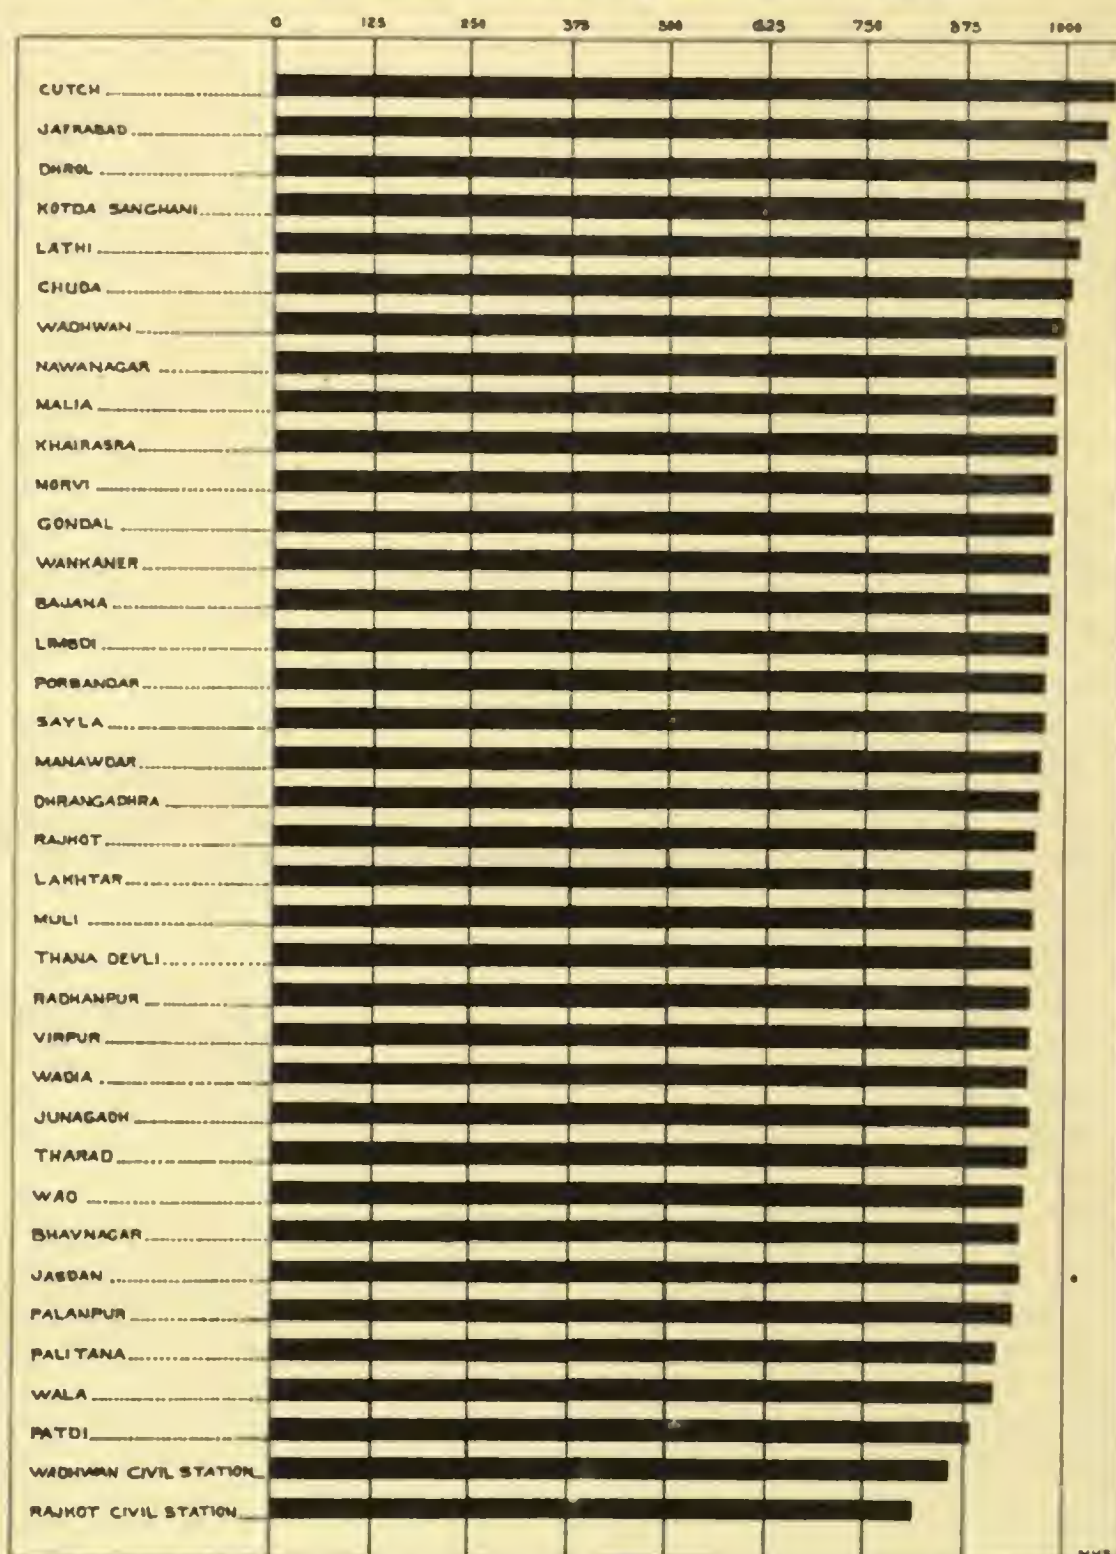 0 125 250 375 500 625 750 875 1000
CUTCH
JAFRABAD
DHROL
KOTDA SANGHANI
LATHI
CHUDA
WADHWAN
NAWANAGAR
MALIA
KHAIRASRA
MORVI
GONDAL
WANKANER
BAJANA
LIMBDI
PORBANDAR
SAYLA
MANAWDAR
DHRANGADHRA
RAJKOT
LAKHTAR
MULI
THANA DEVLI
RADHANPUR
VIRPUR
WADIA
JUNAGADH
THARAD
WAO
BHAVNAGAR
JASDAN
PALANPUR
PALITANA
WALA
PATDI
WADHWAN CIVIL STATION
RAJKOT CIVIL STATION